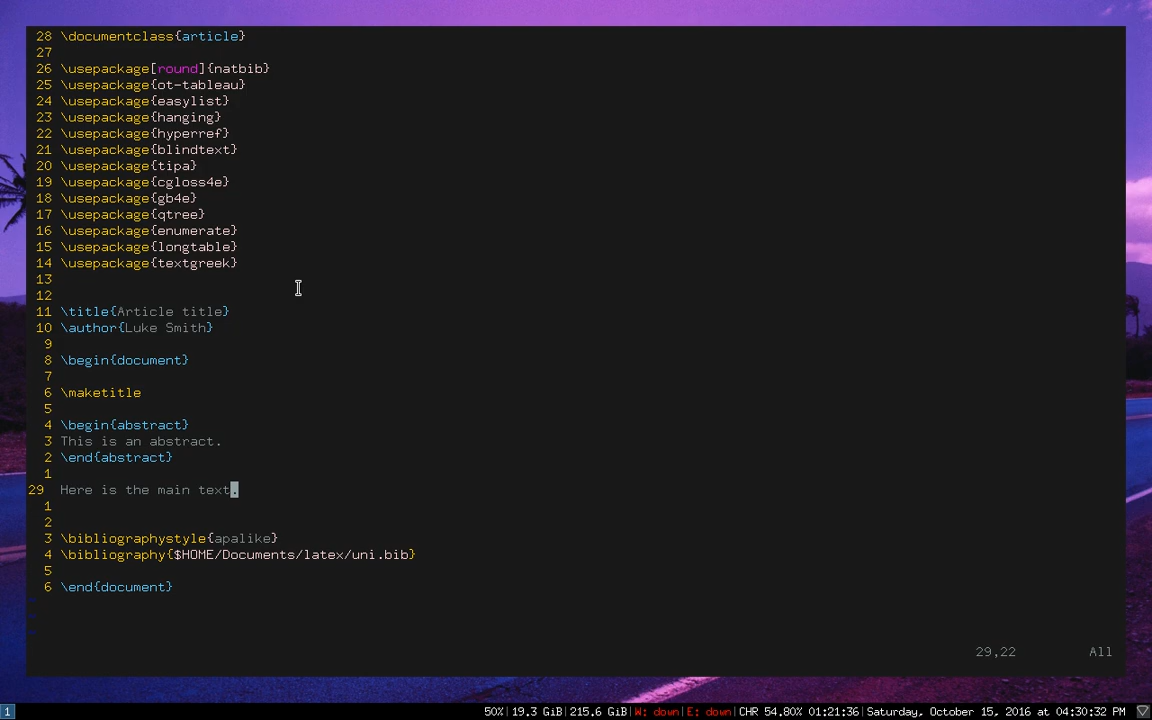 28 \documentclass{article}
27
26 \usepackage[round]{natbib}
25 \usepackage{ot-tableau}
24 \usepackage{easylist}
23 \usepackage{hanging}
22 \usepackage{hyperref}
21 \usepackage{blindtext}
20 \usepackage{tipa}
19 \usepackage{cgloss4e}
18 \usepackage{gb4e}
17 \usepackage{qtree}
16 \usepackage{enumerate}
15 \usepackage{longtable}
14 \usepackage{textgreek}
13
12
11 \title{Article title}
10 \author{Luke Smith}
9
8 \begin{document}
7
6 \maketitle
5
4 \begin{abstract}
3 This is an abstract.
2 \end{abstract}
1
29 Here is the main text.
1
2
3 \bibliographystyle{apalike}
4 \bibliography{$HOME/Documents/latex/uni.bib}
5
6 \end{document}
~
~
~
29,22 All
1 50%|19.3 GiB|215.6 GiB|W: down|E: down|CHR 54.80% 01:21:36|Saturday, October 15, 2016 at 04:30:32 PM